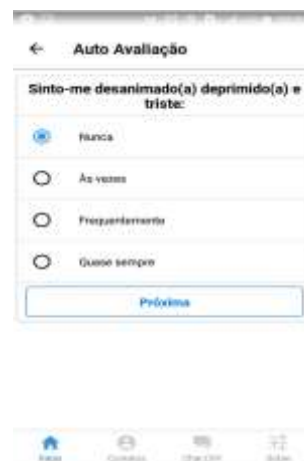 Auto Avaliação
Sinto-me desanimado(a) deprimido(a) e
triste:
Nunca
Às vezes
Frequentemente
Quase sempre
Próxima